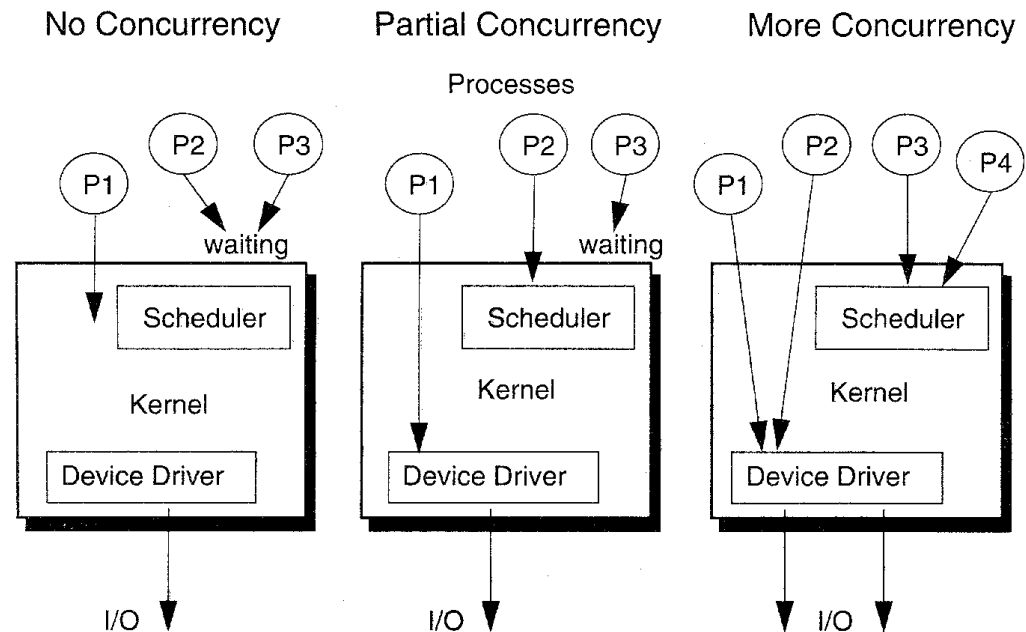 No Concurrency
Partial Concurrency
More Concurrency
Processes
P1
P2
P3
waiting
Scheduler
Kernel
Device Driver
I/O
P1
P2
P3
waiting
Scheduler
Kernel
Device Driver
I/O
P1
P2
P3
P4
Scheduler
Kernel
Device Driver
I/O